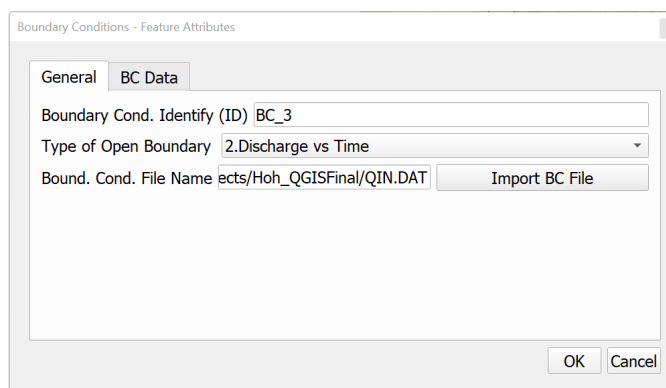 Boundary Conditions - Feature Attributes
General BC Data
Boundary Cond. Identify (ID) BC_3
Type of Open Boundary 2.Discharge vs Time
Bound. Cond. File Name ects/Hoh_QGISFinal/QIN.DAT Import BC File
OK Cancel